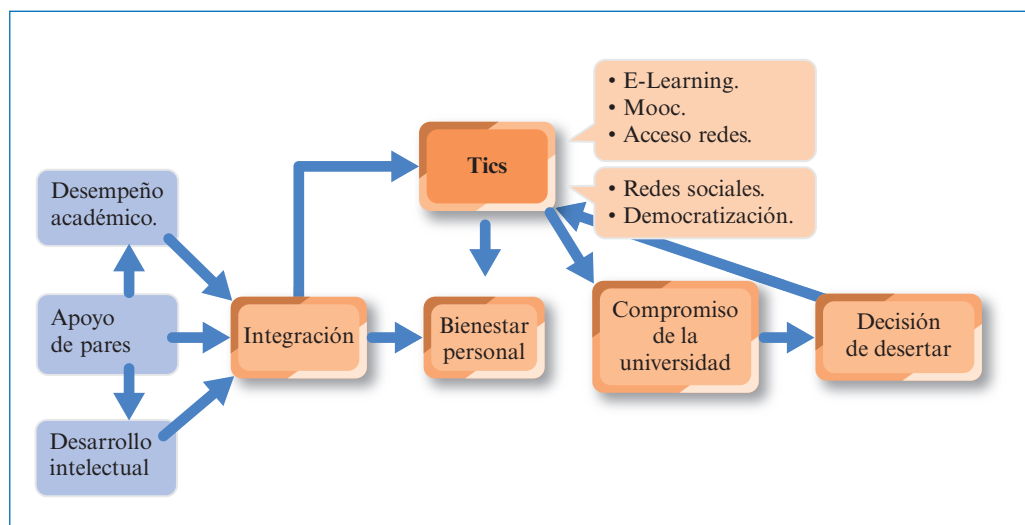 • E-Learning.
• Mooc.
• Acceso redes.
Tics
• Redes sociales.
• Democratización.
Desempeño
académico.
Apoyo
de pares
Desarrollo
intelectual
Integración
Bienestar
personal
Compromiso
de la
universidad
Decisión
de desertar